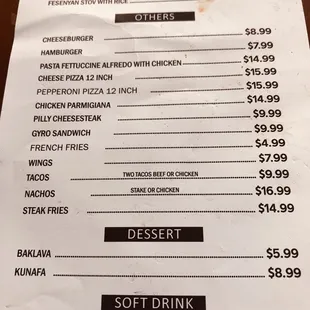 FESENYAN STOV WITH RICE
OTHERS
CHEESEBURGER $8.99
HAMBURGER $7.99
PASTA FETTUCCINE ALFREDO WITH CHICKEN $14.99
CHEESE PIZZA 12 INCH $15.99
PEPPERONI PIZZA 12 INCH $15.99
CHICKEN PARMIGIANA $14.99
PILLY CHEESESTEAK $9.99
GYRO SANDWICH $9.99
FRENCH FRIES $4.99
WINGS $7.99
TACOS TWO TACOS BEEF OR CHICKEN $9.99
NACHOS STAKE OR CHICKEN $16.99
STEAK FRIES $14.99
DESSERT
BAKLAVA $5.99
KUNAFA $8.99
SOFT DRINK